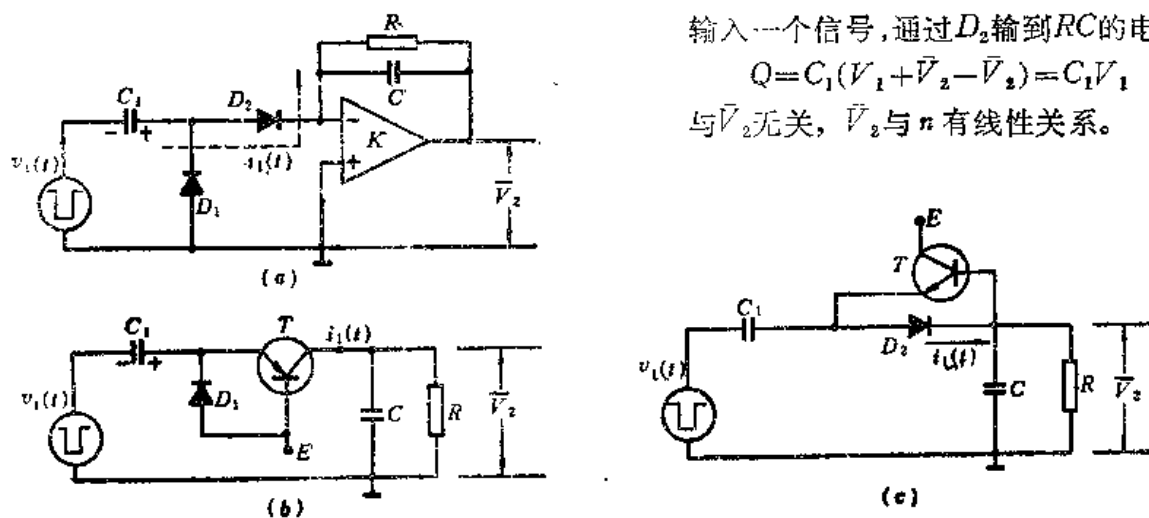 输入一个信号,通过D₂输到RC的电
Q=C₁(V₁+V̄₂-V̄₂)=C₁V₁
与V̄₂无关, V̄₂与n有线性关系。
R
C
C₁
D₂
- +
i₁(t)
-
K
+
v₁(t)
D₁
V̄₂
(a)
C₁
T
i₁(t)
- +
D₁
v₁(t)
C
R
V̄₂
E
(b)
E
T
C₁
D₂
i₁(t)
v₁(t)
C
R
V̄₂
(c)